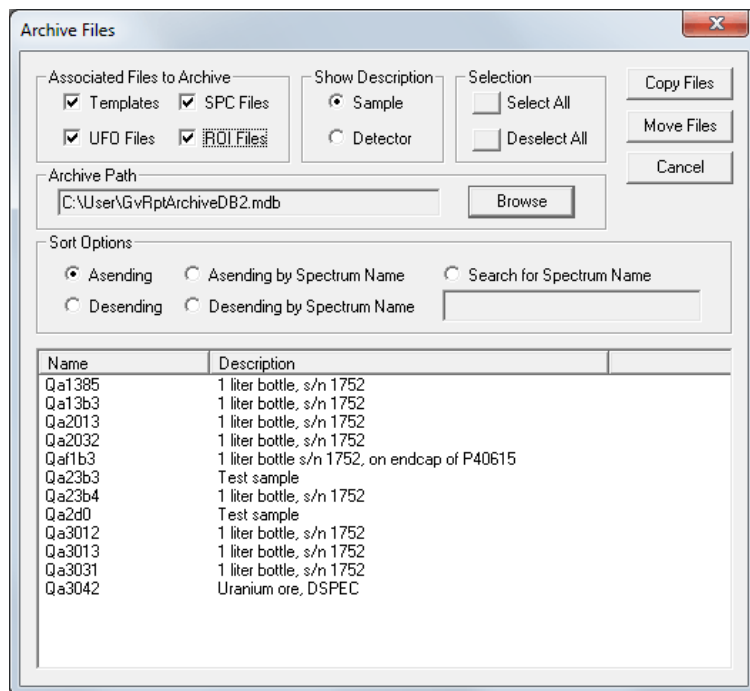 Archive Files
Associated Files to Archive
Templates SPC Files
UFO Files ROI Files
Show Description
Sample
Detector
Selection
Select All
Deselect All
Copy Files
Move Files
Cancel
Archive Path
C:\User\GvRptArchiveDB2.mdb Browse
Sort Options
Asending Asending by Spectrum Name Search for Spectrum Name
Desending Desending by Spectrum Name
Name Description
Qa1385 1 liter bottle, s/n 1752
Qa13b3 1 liter bottle, s/n 1752
Qa2013 1 liter bottle, s/n 1752
Qa2032 1 liter bottle, s/n 1752
Qaf1b3 1 liter bottle s/n 1752, on endcap of P40615
Qa23b3 Test sample
Qa23b4 1 liter bottle, s/n 1752
Qa2d0 Test sample
Qa3012 1 liter bottle, s/n 1752
Qa3013 1 liter bottle, s/n 1752
Qa3031 1 liter bottle, s/n 1752
Qa3042 Uranium ore, DSPEC